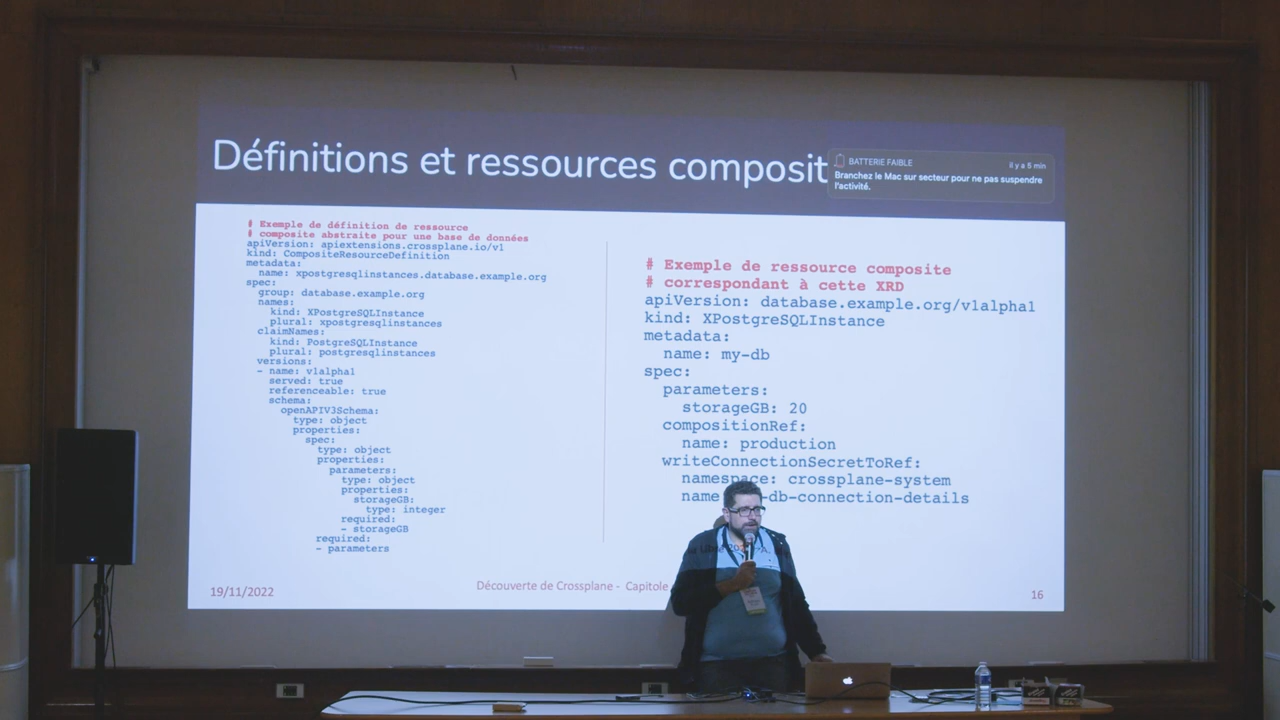 Définitions et ressources composit
BATTERIE FAIBLE
il y a 5 min
Branchez le Mac sur secteur pour ne pas suspendre
l'activité.
# Exemple de définition de ressource
# composite abstraite pour une base de données
apiVersion: apiextensions.crossplane.io/v1
kind: CompositeResourceDefinition
metadata:
  name: xpostgresqlinstances.database.example.org
spec:
  group: database.example.org
  names:
    kind: XPostgreSQLInstance
    plural: xpostgresqlinstances
  claimNames:
    kind: PostgreSQLInstance
    plural: postgresqlinstances
  versions:
  - name: v1alpha1
    served: true
    referenceable: true
    schema:
      openAPIV3Schema:
        type: object
        properties:
          spec:
            type: object
            properties:
              parameters:
                type: object
                properties:
                  storageGB:
                    type: integer
                required:
                - storageGB
            required:
            - parameters
# Exemple de ressource composite
# correspondant à cette XRD
apiVersion: database.example.org/v1alpha1
kind: XPostgreSQLInstance
metadata:
  name: my-db
spec:
  parameters:
    storageGB: 20
  compositionRef:
    name: production
  writeConnectionSecretToRef:
    namespace: crossplane-system
    name -db-connection-details
19/11/2022
Découverte de Crossplane - Capitole
16